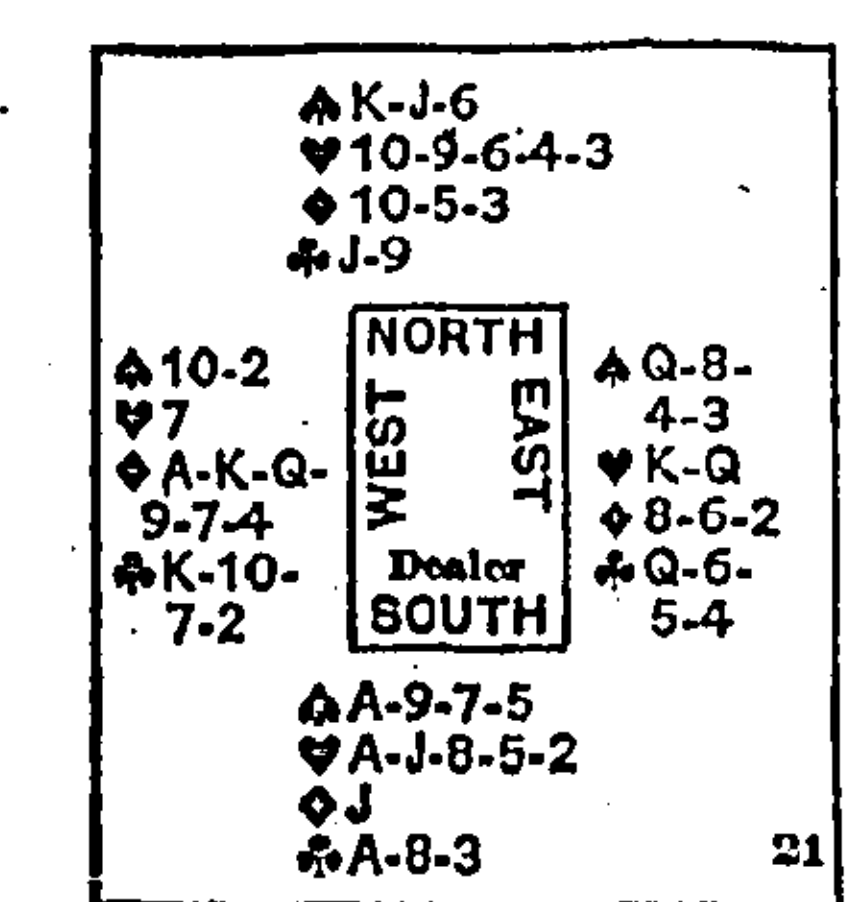 ♠ K-J-6
♥ 10-9-6-4-3
♦ 10-5-3
♣ J-9
NORTH
♠ 10-2
♥ 7
♦ A-K-Q-
9-7-4
♣ K-10-
7-2
WEST
EAST
♠ Q-8-
4-3
♥ K-Q
♦ 8-6-2
♣ Q-6-
5-4
Dealer
SOUTH
♠ A-9-7-5
♥ A-J-8-5-2
♦ J
♣ A-8-3
21